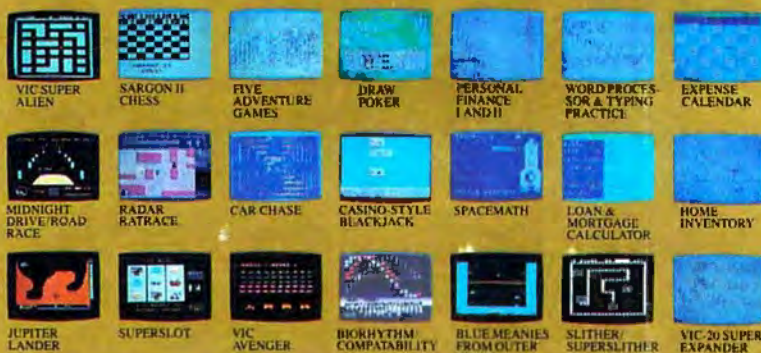 VIC SUPER
ALIEN
SARGON II
CHESS
FIVE
ADVENTURE
GAMES
DRAW
POKER
PERSONAL
FINANCE
I AND II
WORD PROCES-
SOR & TYPING
PRACTICE
EXPENSE
CALENDAR
MIDNIGHT
DRIVE/ROAD
RACE
RADAR
RATRACE
CAR CHASE
CASINO-STYLE
BLACKJACK
SPACEMATH
LOAN &
MORTGAGE
CALCULATOR
HOME
INVENTORY
JUPITER
LANDER
SUPERSLOT
VIC
AVENGER
BIORHYTHM/
COMPATABILITY
BLUE MEANIES
FROM OUTER
SLITHER/
SUPERSLITHER
VIC-20 SUPER
EXPANDER